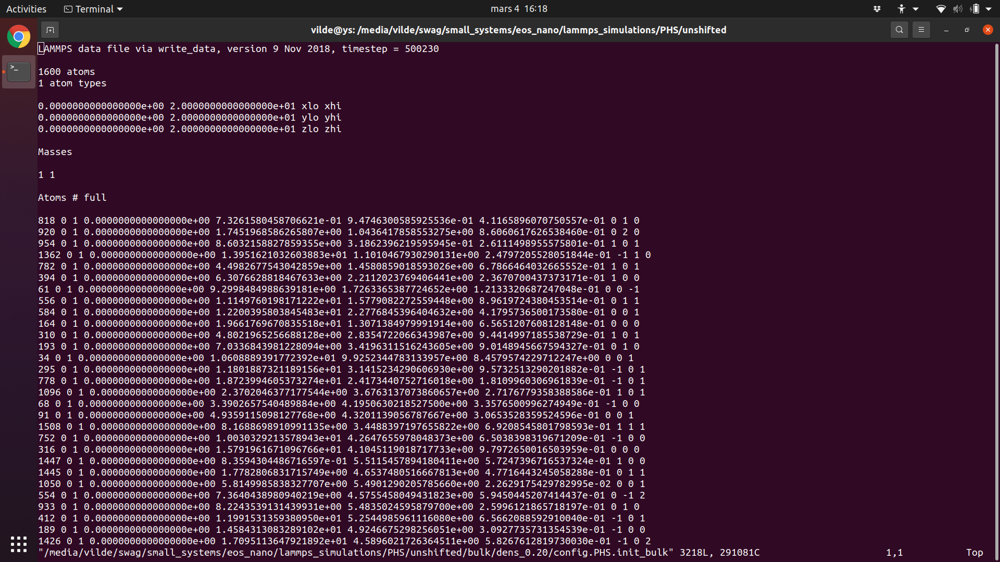 Activities Terminal mars 4 16:18
vilde@ys: /media/vilde/swag/small_systems/eos_nano/lammps_simulations/PHS/unshifted
LAMMPS data file via write_data, version 9 Nov 2018, timestep = 500230
1600 atoms
1 atom types
0.0000000000000000e+00 2.0000000000000000e+01 xlo xhi
0.0000000000000000e+00 2.0000000000000000e+01 ylo yhi
0.0000000000000000e+00 2.0000000000000000e+01 zlo zhi
Masses
1 1
Atoms # full
818 0 1 0.0000000000000000e+00 7.3261580458706621e-01 9.4746300585925536e-01 4.1165896070750557e-01 0 1 0
920 0 1 0.0000000000000000e+00 1.7451968586265807e+00 1.0436417858553275e+00 8.6060617626538460e-01 0 2 0
954 0 1 0.0000000000000000e+00 8.6032158827859355e+00 3.1862396219595945e-01 2.6111498955575801e-01 1 0 1
1362 0 1 0.0000000000000000e+00 1.3951621032603883e+01 1.1010467930290131e+00 2.4797205528051844e-01 -1 1 0
782 0 1 0.0000000000000000e+00 4.4982677543042859e+00 1.4580859018593026e+00 6.7866464032665552e-01 1 0 1
394 0 1 0.0000000000000000e+00 6.3076628818467633e+00 2.2112023769406441e+00 2.3670700437373171e-01 1 0 0
61 0 1 0.0000000000000000e+00 9.2998484988639181e+00 1.7263365387724652e+00 1.2133320687247048e-01 0 0 -1
556 0 1 0.0000000000000000e+00 1.1149760198171222e+01 1.5779082272559448e+00 8.9619724380453514e-01 0 1 1
584 0 1 0.0000000000000000e+00 1.2200395803845483e+01 2.2776845396404632e+00 4.1795736500173580e-01 0 0 1
164 0 1 0.0000000000000000e+00 1.9661769670835518e+01 1.3071384979991914e+00 6.5651207608128148e-01 0 0 0
310 0 1 0.0000000000000000e+00 4.8021965256688128e+00 2.8354722066343987e+00 9.4414997185538729e-01 1 0 1
193 0 1 0.0000000000000000e+00 7.0336843981228094e+00 3.4196311516243605e+00 9.0148945667594327e-01 0 1 0
34 0 1 0.0000000000000000e+00 1.0608889391772392e+01 9.9252344783133957e+00 8.4579574229712247e+00 0 0 1
295 0 1 0.0000000000000000e+00 1.1801887321189156e+01 3.1415234290606930e+00 9.5732513290201882e-01 -1 0 1
778 0 1 0.0000000000000000e+00 1.8723994605373274e+01 2.4173440752716018e+00 1.8109960306961839e-01 -1 0 1
1096 0 1 0.0000000000000000e+00 2.3702046377177544e+00 3.6763137073860657e+00 2.7176779358388586e-01 1 0 1
68 0 1 0.0000000000000000e+00 3.3902657540489884e+00 4.1950630218527500e+00 3.3576500996274949e-01 -1 0 0
91 0 1 0.0000000000000000e+00 4.9359115098127768e+00 4.3201139056787667e+00 3.0653528359524596e-01 0 0 1
1508 0 1 0.0000000000000000e+00 8.1688698910991135e+00 3.4488397197655822e+00 6.9208545801798593e-01 1 1 1
752 0 1 0.0000000000000000e+00 1.0030329213578943e+01 4.2647655978048373e+00 6.5038398319671209e-01 -1 0 0
316 0 1 0.0000000000000000e+00 1.5791961671096766e+01 4.1045119018717733e+00 9.7972650016503959e-01 0 0 0
1447 0 1 0.0000000000000000e+00 8.3594304486716597e-01 5.5115457894180411e+00 5.7247396716537324e-01 1 0 0
1445 0 1 0.0000000000000000e+00 1.7782806831715749e+00 4.6537480516667813e+00 4.7716443245058288e-01 0 1 1
1050 0 1 0.0000000000000000e+00 5.8149985838327707e+00 5.4901290205785660e+00 2.2629175429782995e-02 0 0 1
554 0 1 0.0000000000000000e+00 7.3640438980940219e+00 4.5755458049431823e+00 5.9450445207414437e-01 0 -1 2
933 0 1 0.0000000000000000e+00 8.2243539131439931e+00 5.4835024595879700e+00 2.5996121865718197e-01 0 1 0
412 0 1 0.0000000000000000e+00 1.1991531359380950e+01 5.2544985961116080e+00 6.5662088592910040e-01 -1 0 1
189 0 1 0.0000000000000000e+00 1.4584313083289102e+01 4.9246675298256051e+00 3.0927735731354539e-01 -1 0 0
1426 0 1 0.0000000000000000e+00 1.7095113647921892e+01 4.5896021726364511e+00 5.8267612819730030e-01 -1 0 2
"/media/vilde/swag/small_systems/eos_nano/lammps_simulations/PHS/unshifted/bulk/dens_0.20/config.PHS.init_bulk" 3218L, 291081C 1,1 Top